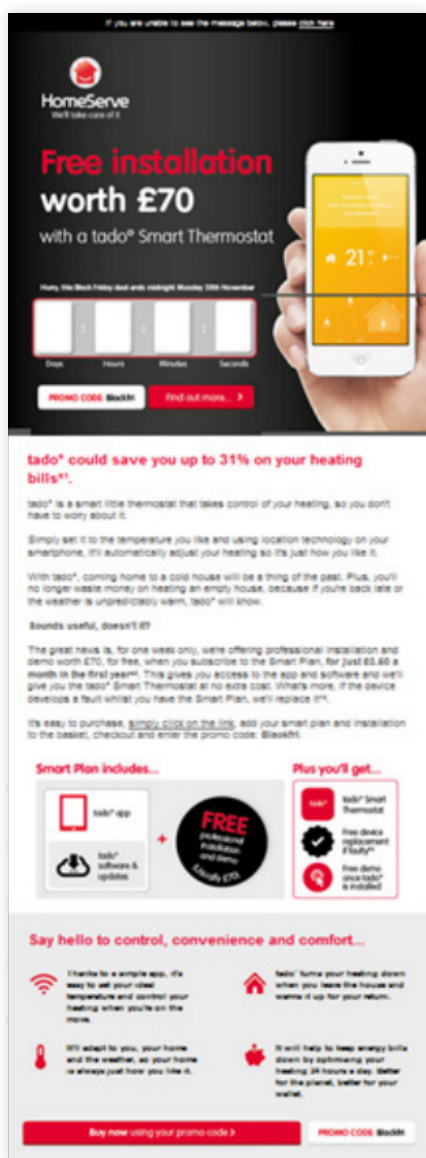 If you are unable to see the message below, please click here
HomeServe
We'll take care of it
Free installation
worth £70
with a tado° Smart Thermostat
21°
Hurry, this Black Friday deal ends midnight Monday 28th November
Days Hours Minutes Seconds
PROMO CODE Blackfri
Find out more... >
tado° could save you up to 31% on your heating
bills*†.
tado° is a smart little thermostat that takes control of your heating, so you don't
have to worry about it.
Simply set it to the temperature you like and using location technology on your
smartphone, it'll automatically adjust your heating so it's just how you like it.
With tado°, coming home to a cold house will be a thing of the past. Plus, you'll
no longer waste money on heating an empty house, because if you're back late or
the weather is unpredictably warm, tado° will know.
Sounds useful, doesn't it?
The great news is, for one week only, we're offering professional installation and
demo worth £70, for free, when you subscribe to the Smart Plan, for just a
month in the first year. This gives you access to the app and software and we'll
give you the tado° Smart Thermostat at no extra cost. What's more, if the device
develops a fault whilst you have the Smart Plan, we'll replace it.
It's easy to purchase, simply click on the link, add your smart plan and installation
to the basket, checkout and enter the promo code: Blackfri.
Smart Plan includes...
Plus you'll get...
tado° app
+
tado°
software &
updates
FREE
professional
installation
and demo
(Usually £70)
tado°
tado° Smart
Thermostat
Free device
replacement
if faulty
Free demo
once tado°
is installed
Say hello to control, convenience and comfort...
Thanks to a simple app, it's
easy to set your ideal
temperature and control your
heating when you're on the
move.
tado° turns your heating down
when you leave the house and
warms it up for your return.
It'll adapt to you, your home
and the weather, so your home
is always just how you like it.
It will help to keep energy bills
down by optimising your
heating 24 hours a day. Better
for the planet, better for your
wallet.
Buy now using your promo code >
PROMO CODE Blackfri